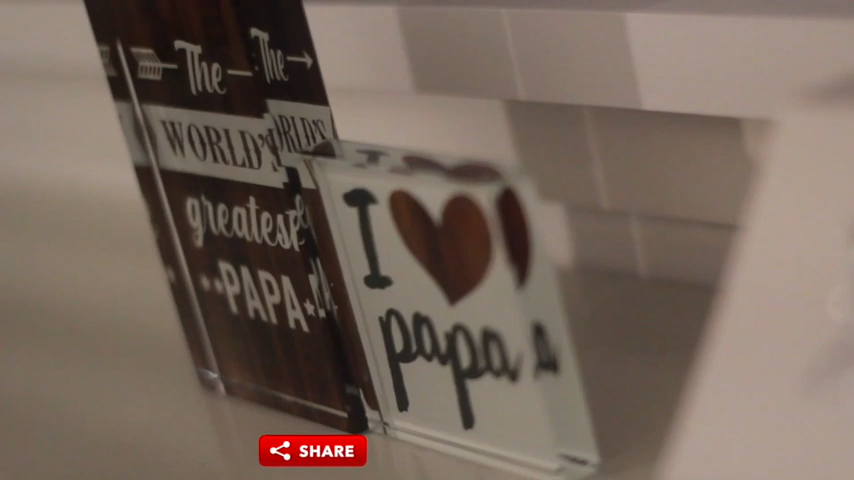 The
WORLD'S
greatest
PAPA
I
papa
SHARE